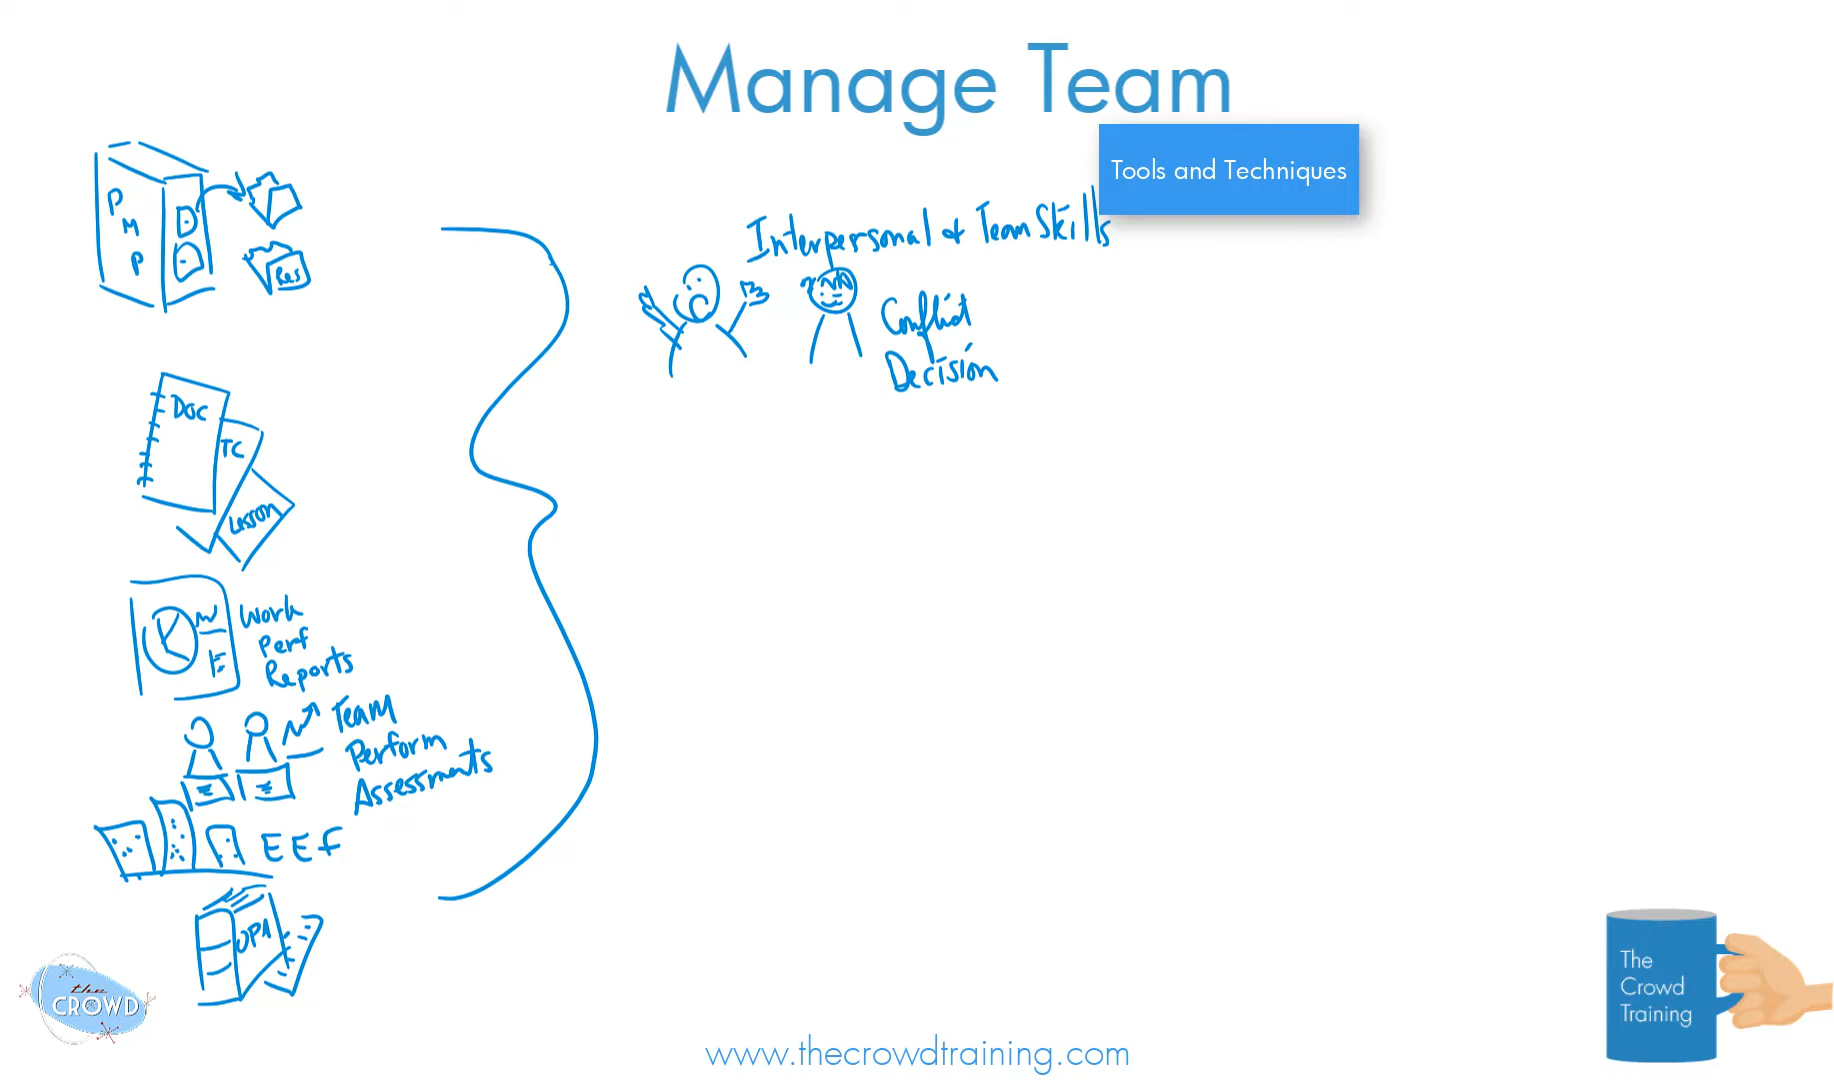 Manage Team
Tools and Techniques
P
M
P
Res
Interpersonal & Team Skills
Conflict
Decision
DOC
TC
Lesson
Work
Perf
Reports
Team
Perform
Assessments
EEF
OPA
the
CROWD
The
Crowd
Training
www.thecrowdtraining.com